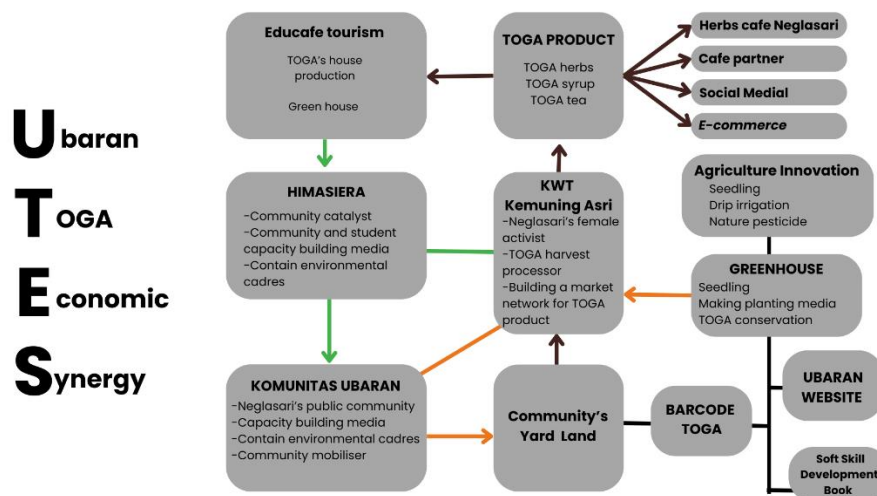 Ubaran
TOGA
Economic
Synergy
Educafe tourism
TOGA's house
production
Green house
TOGA PRODUCT
TOGA herbs
TOGA syrup
TOGA tea
Herbs cafe Neglasari
Cafe partner
Social Medial
E-commerce
HIMASIERA
-Community catalyst
-Community and student
capacity building media
-Contain environmental
cadres
KWT
Kemuning Asri
-Neglasari's female
activist
-TOGA harvest
processor
-Building a market
network for TOGA
product
Agriculture Innovation
Seedling
Drip irrigation
Nature pesticide
GREENHOUSE
Seedling
Making planting media
TOGA conservation
KOMUNITAS UBARAN
-Neglasari's public community
-Capacity building media
-Contain environmental cadres
-Community mobiliser
Community's
Yard Land
BARCODE
TOGA
UBARAN
WEBSITE
Soft Skill
Development
Book